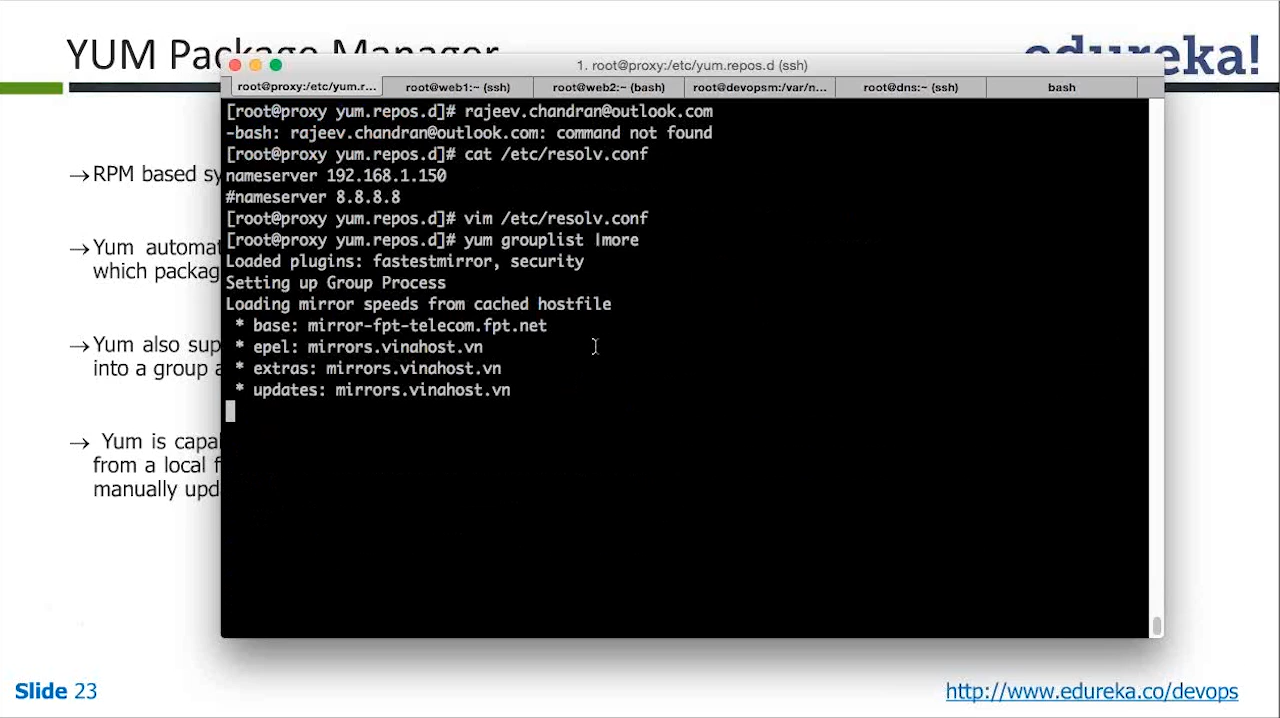 YUM Package Manager
edureka!
1. root@proxy:/etc/yum.repos.d (ssh)
root@proxy:/etc/yum.r...
root@web1:~ (ssh)
root@web2:~ (bash)
root@devopsm:/var/n...
root@dns:~ (ssh)
bash
[root@proxy yum.repos.d]# rajeev.chandran@outlook.com
-bash: rajeev.chandran@outlook.com: command not found
[root@proxy yum.repos.d]# cat /etc/resolv.conf
nameserver 192.168.1.150
#nameserver 8.8.8.8
[root@proxy yum.repos.d]# vim /etc/resolv.conf
[root@proxy yum.repos.d]# yum grouplist |more
Loaded plugins: fastestmirror, security
Setting up Group Process
Loading mirror speeds from cached hostfile
* base: mirror-fpt-telecom.fpt.net
* epel: mirrors.vinahost.vn
* extras: mirrors.vinahost.vn
* updates: mirrors.vinahost.vn
→RPM based sy
→Yum automat
which packag
→Yum also sup
into a group a
→ Yum is capal
from a local f
manually upd
Slide 23
http://www.edureka.co/devops